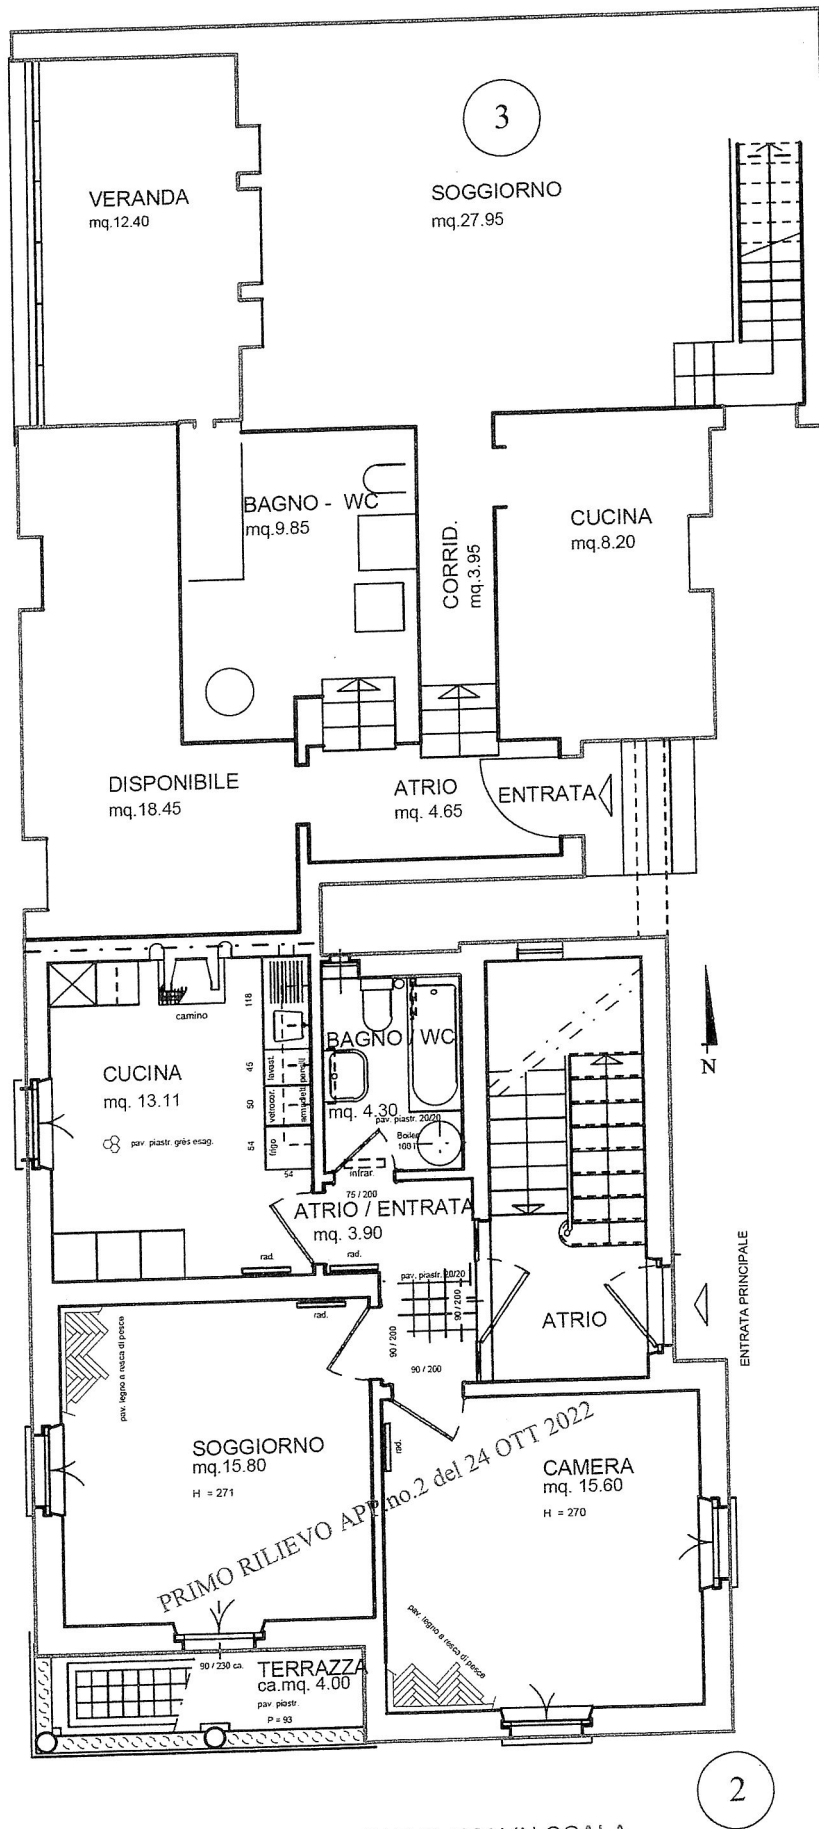 3
VERANDA
mq.12.40
SOGGIORNO
mq.27.95
BAGNO - WC
mq.9.85
CORRID.
mq.3.95
CUCINA
mq.8.20
DISPONIBILE
mq.18.45
ATRIO
mq. 4.65
ENTRATA
camino
118
CUCINA
mq. 13.11
pav. piastr. grès esag.
45
lavast.
50
vetrocer.
54
frigo
54
BAGNO / WC
mq. 4.30
pav. piastr. 20/20
Boiler
100 l
infrar.
75 / 200
ATRIO / ENTRATA
mq. 3.90
rad.
rad.
pav. piastr. 20/20
90 / 200
90 / 200
90 / 200
N
ATRIO
ENTRATA PRINCIPALE
rad.
pav. legno a resca di pesce
SOGGIORNO
mq.15.80
H = 271
rad.
CAMERA
mq. 15.60
H = 270
PRIMO RILIEVO APP.no.2 del 24 OTT 2022
pav. legno a resca di pesce
90 / 230 ca.
TERRAZZA
ca.mq. 4.00
pav. piastr.
P = 93
2